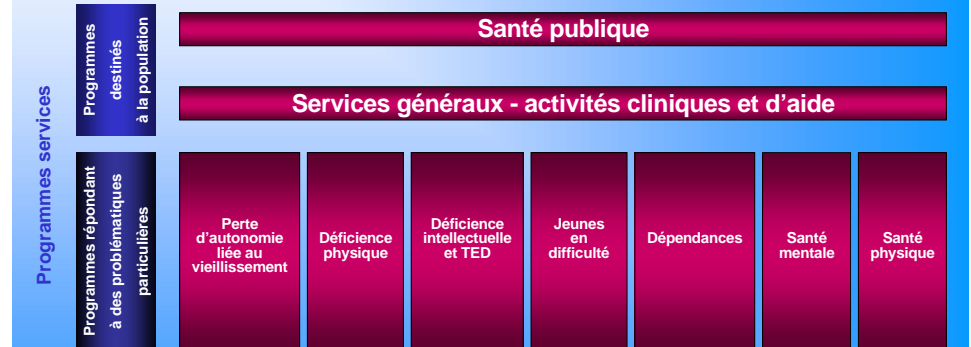 Programmes services
Programmes
destinés
à la population
Santé publique
Services généraux - activités cliniques et d’aide
Programmes répondant
à des problématiques
particulières
Perte
d’autonomie
liée au
vieillissement
Déficience
physique
Déficience
intellectuelle
et TED
Jeunes
en
difficulté
Dépendances
Santé
mentale
Santé
physique